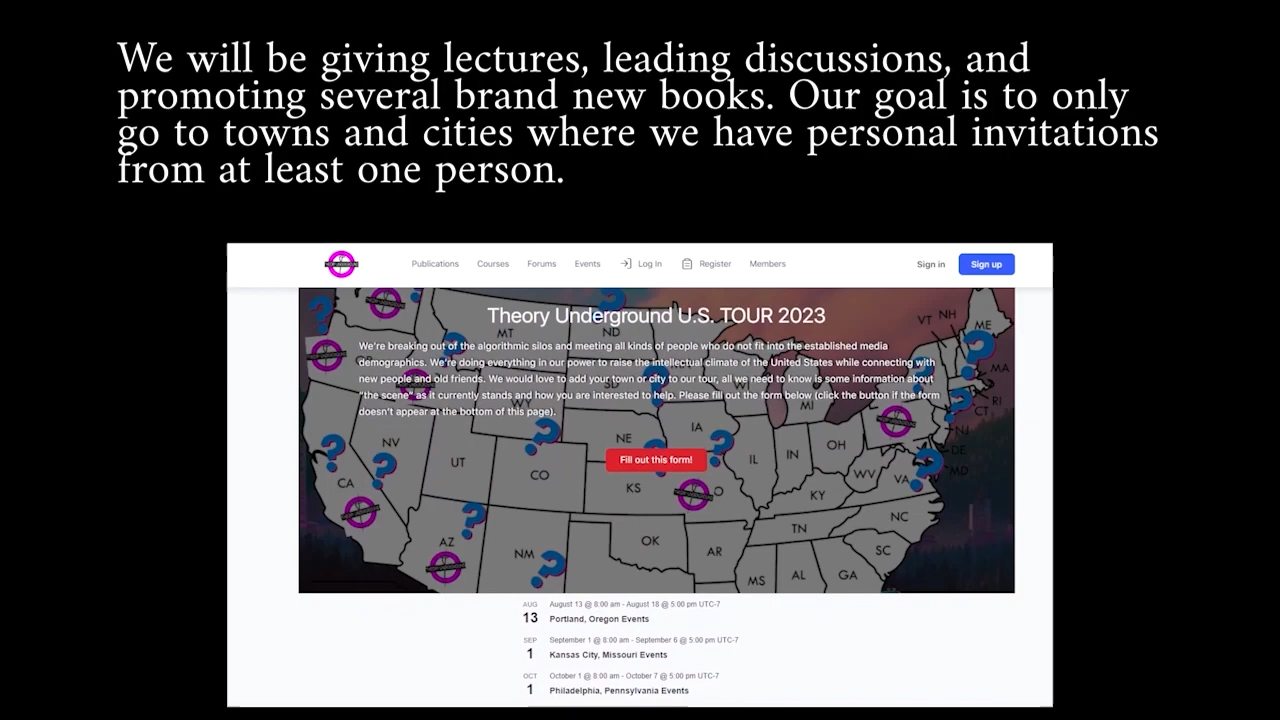 We will be giving lectures, leading discussions, and
promoting several brand new books. Our goal is to only
go to towns and cities where we have personal invitations
from at least one person.
Publications Courses Forums Events Log In Register Members Sign in Sign up
Theory Underground U.S. TOUR 2023
We're breaking out of the algorithmic silos and meeting all kinds of people who do not fit into the established media
demographics. We're doing everything in our power to raise the intellectual climate of the United States while connecting with
new people and old friends. We would love to add your town or city to our tour, all we need to know is some information about
"the scene" as it currently stands and how you are interested to help. Please fill out the form below (click the button if the form
doesn't appear at the bottom of this page).
Fill out this form!
MT ND VT NH ME
SD WI MA
WY MI RI
CT
NV NE IA NJ
UT CO IL IN OH DE
CA KS WV VA MD
KY
AZ NM OK TN NC
AR SC
MS AL GA
AUG August 13 @ 8:00 am - August 18 @ 5:00 pm UTC-7
13 Portland, Oregon Events
SEP September 1 @ 8:00 am - September 6 @ 5:00 pm UTC-7
1 Kansas City, Missouri Events
OCT October 1 @ 8:00 am - October 7 @ 5:00 pm UTC-7
1 Philadelphia, Pennsylvania Events